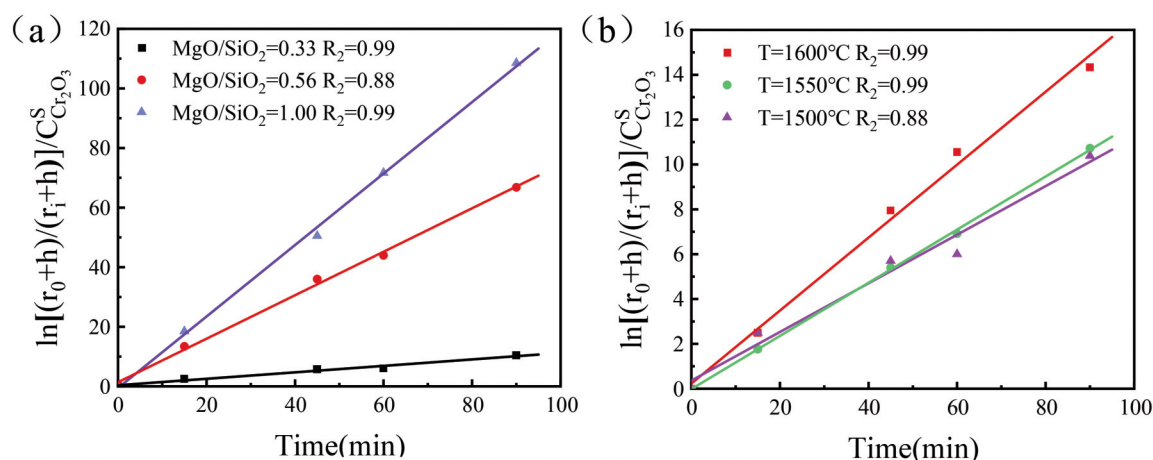 (a)
120
100
80
60
40
20
0
ln[(r₀+h)/(rᵢ+h)]/C^S_Cr₂O₃
MgO/SiO₂=0.33 R₂=0.99
MgO/SiO₂=0.56 R₂=0.88
MgO/SiO₂=1.00 R₂=0.99
0 20 40 60 80 100
Time(min)
(b)
16
14
12
10
8
6
4
2
0
ln[(r₀+h)/(rᵢ+h)]/C^S_Cr₂O₃
T=1600℃ R₂=0.99
T=1550℃ R₂=0.99
T=1500℃ R₂=0.88
0 20 40 60 80 100
Time(min)